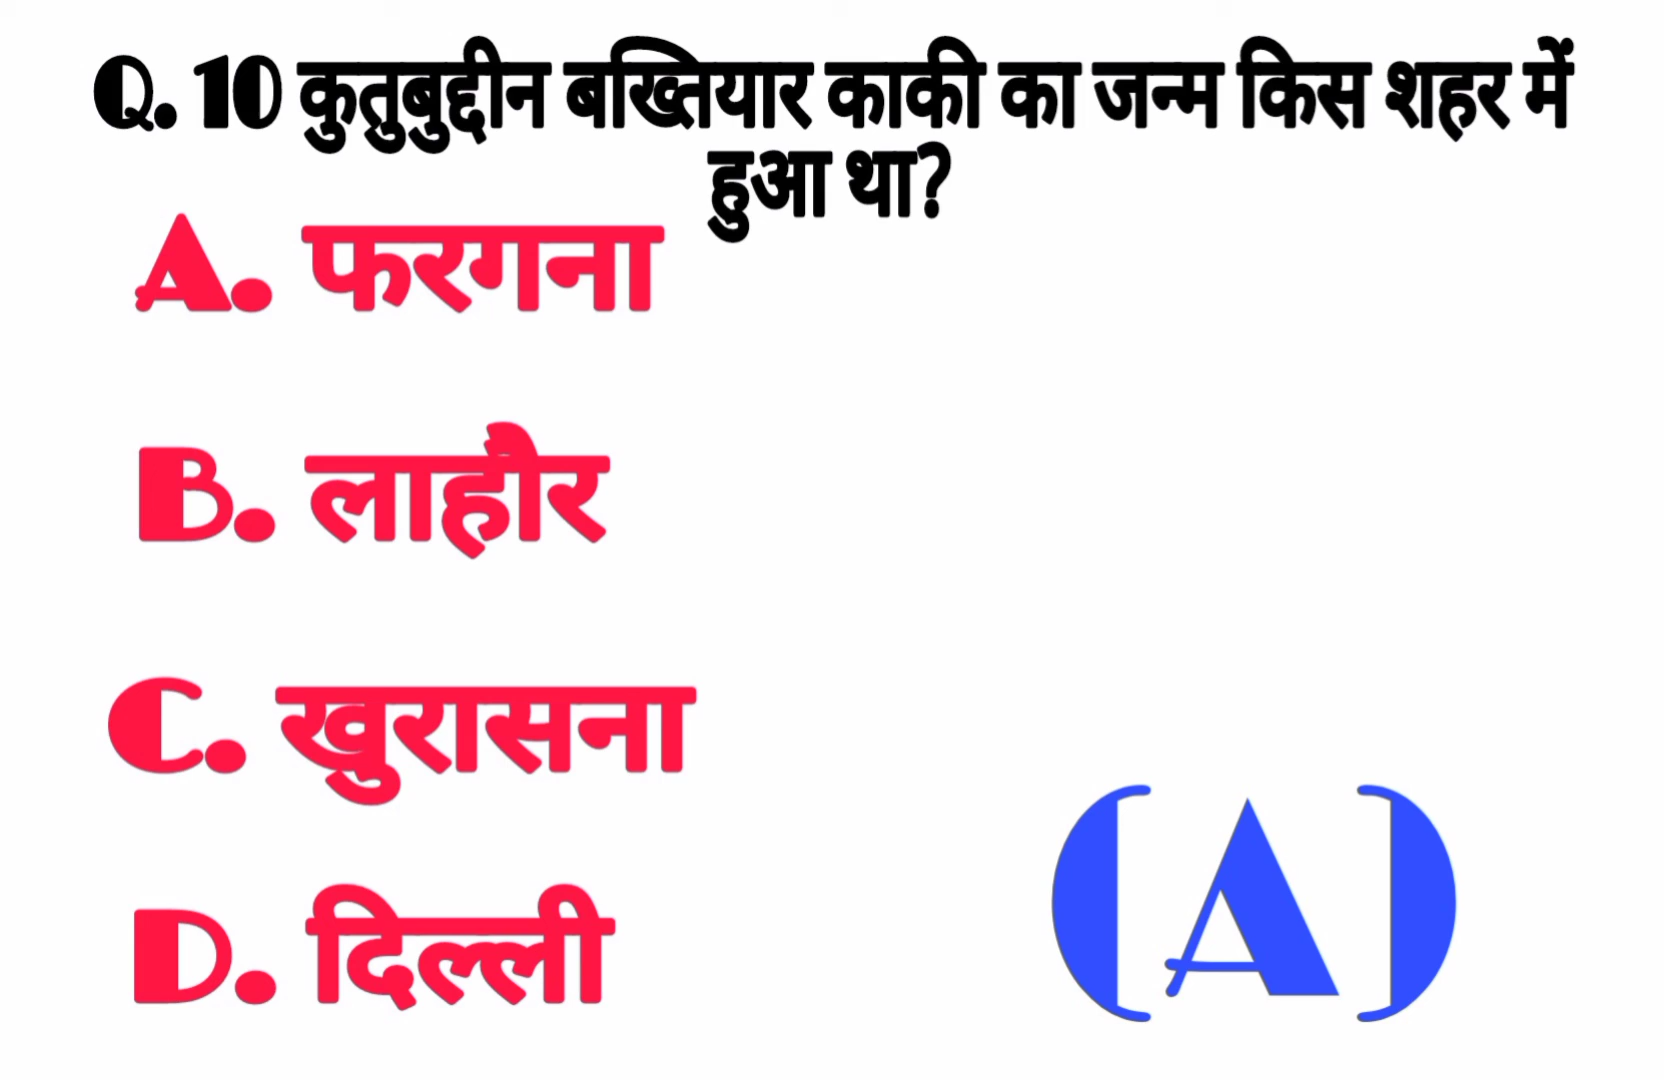 Q. 10 कुतुबुद्दीन बख्तियार काकी का जन्म किस शहर में
हुआ था?
A. फरगना
B. लाहौर
C. खुरासना
D. दिल्ली
(A)